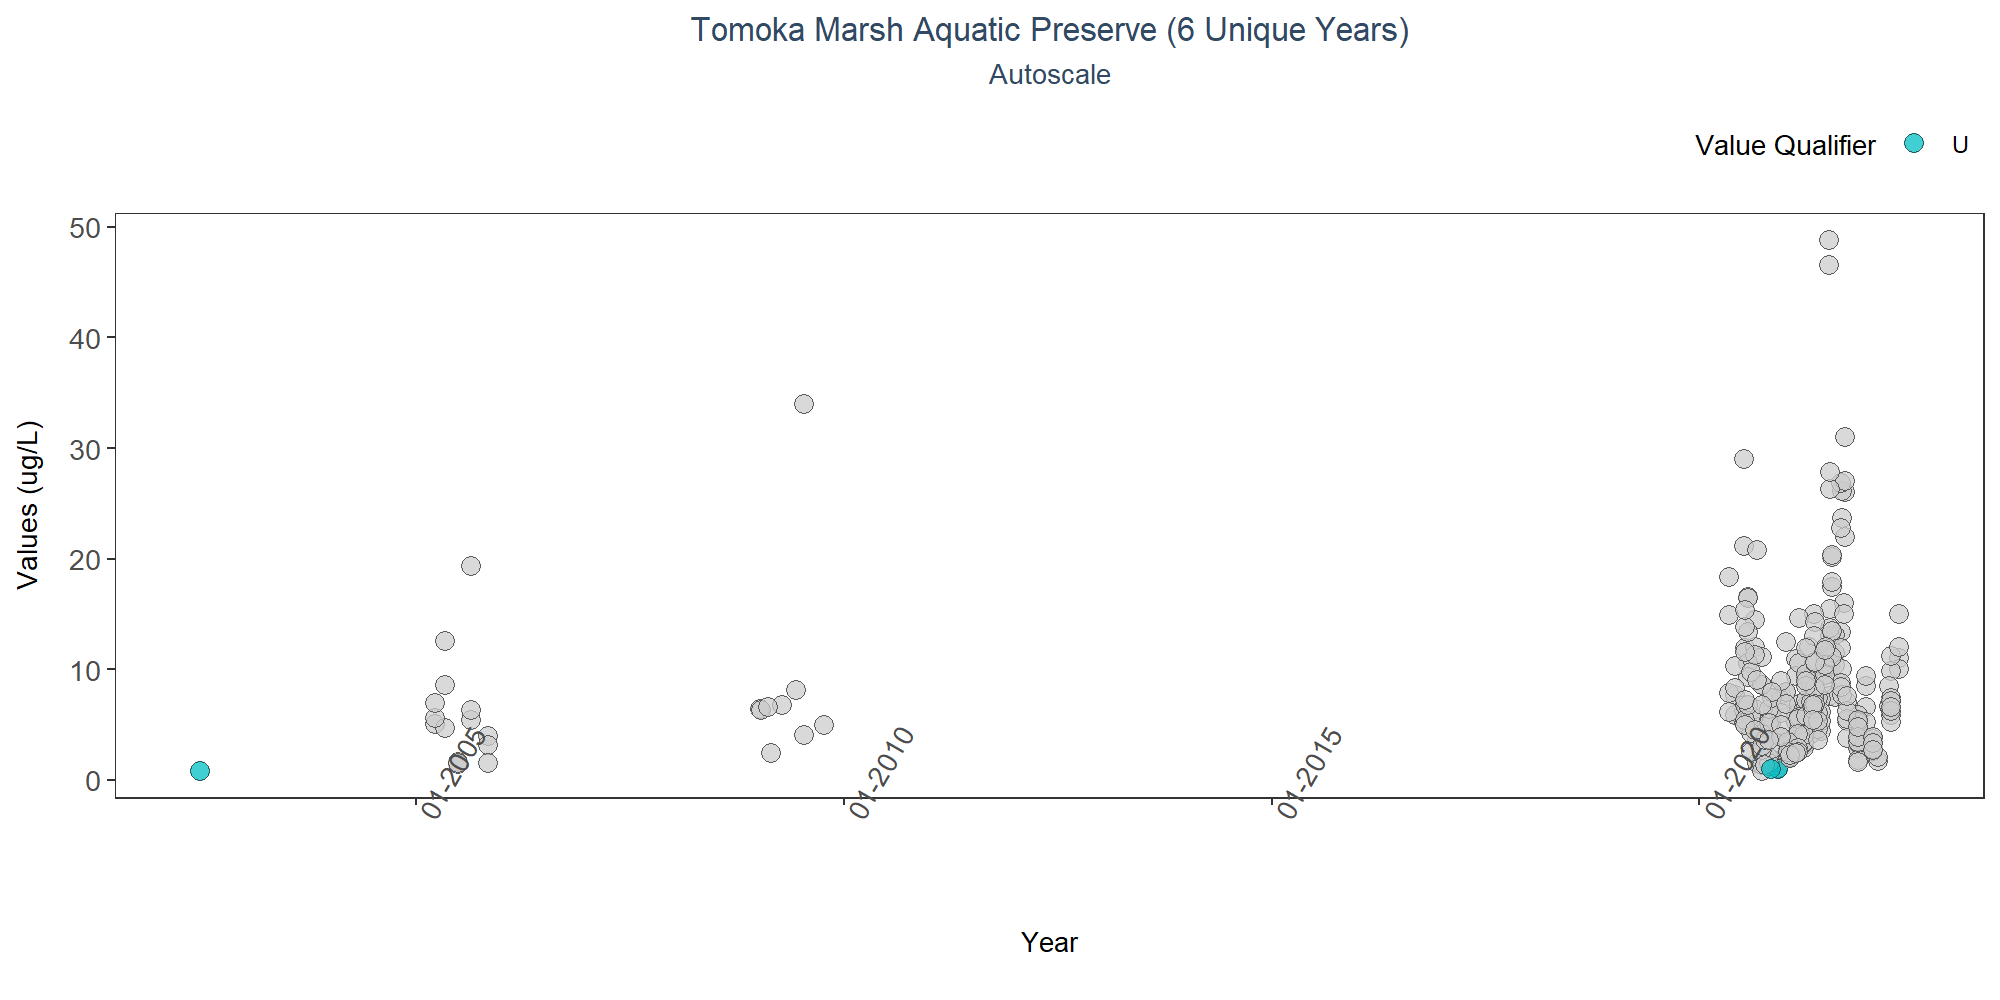 Tomoka Marsh Aquatic Preserve (6 Unique Years)
Autoscale
Value Qualifier U
50
40
30
20
10
0
Values (ug/L)
01-2005
01-2010
01-2015
01-2020
Year